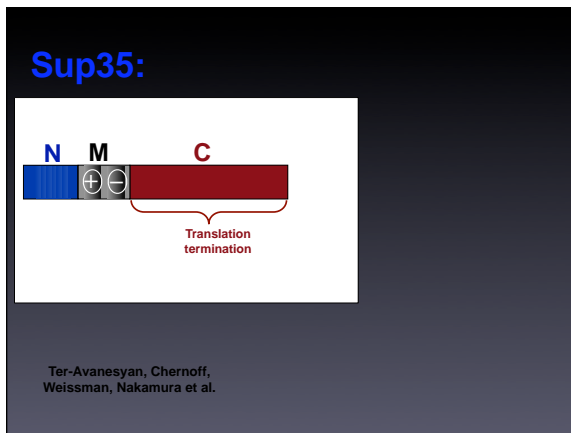 Sup35:
N M C
+ −
Translation
termination
Ter-Avanesyan, Chernoff,
Weissman, Nakamura et al.